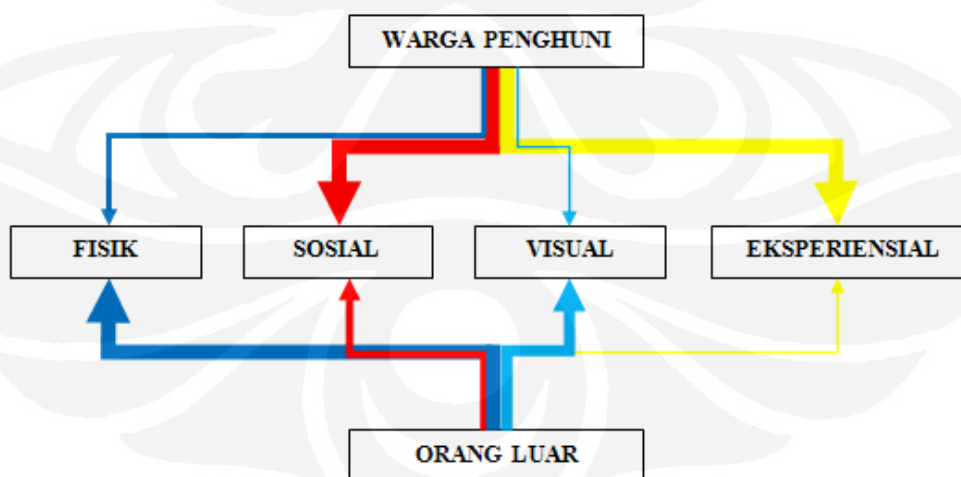 WARGA PENGHUNI
FISIK
SOSIAL
VISUAL
EKSPERIENSIAL
ORANG LUAR